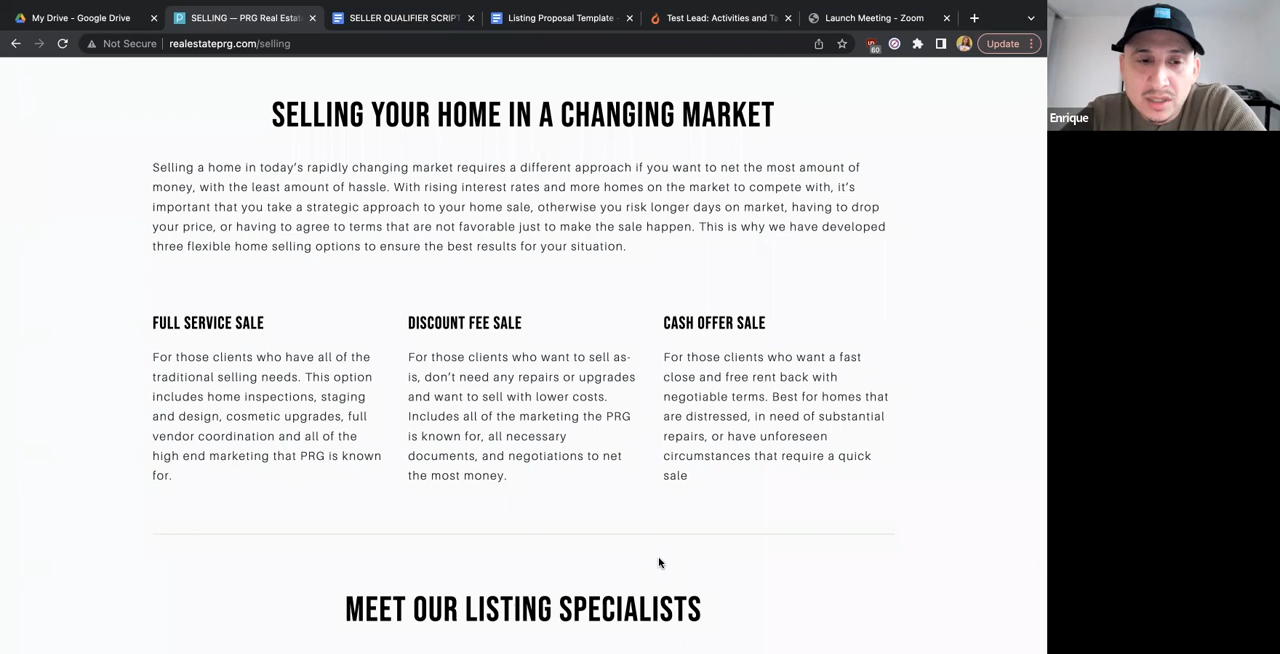 My Drive - Google Drive
SELLING — PRG Real Estat
SELLER QUALIFIER SCRIPT
Listing Proposal Template -
Test Lead: Activities and Ta
Launch Meeting - Zoom
Not Secure
realestateprg.com/selling
60
Update
Enrique
SELLING YOUR HOME IN A CHANGING MARKET
Selling a home in today's rapidly changing market requires a different approach if you want to net the most amount of
money, with the least amount of hassle. With rising interest rates and more homes on the market to compete with, it's
important that you take a strategic approach to your home sale, otherwise you risk longer days on market, having to drop
your price, or having to agree to terms that are not favorable just to make the sale happen. This is why we have developed
three flexible home selling options to ensure the best results for your situation.
FULL SERVICE SALE
For those clients who have all of the
traditional selling needs. This option
includes home inspections, staging
and design, cosmetic upgrades, full
vendor coordination and all of the
high end marketing that PRG is known
for.
DISCOUNT FEE SALE
For those clients who want to sell as-
is, don't need any repairs or upgrades
and want to sell with lower costs.
Includes all of the marketing the PRG
is known for, all necessary
documents, and negotiations to net
the most money.
CASH OFFER SALE
For those clients who want a fast
close and free rent back with
negotiable terms. Best for homes that
are distressed, in need of substantial
repairs, or have unforeseen
circumstances that require a quick
sale
MEET OUR LISTING SPECIALISTS